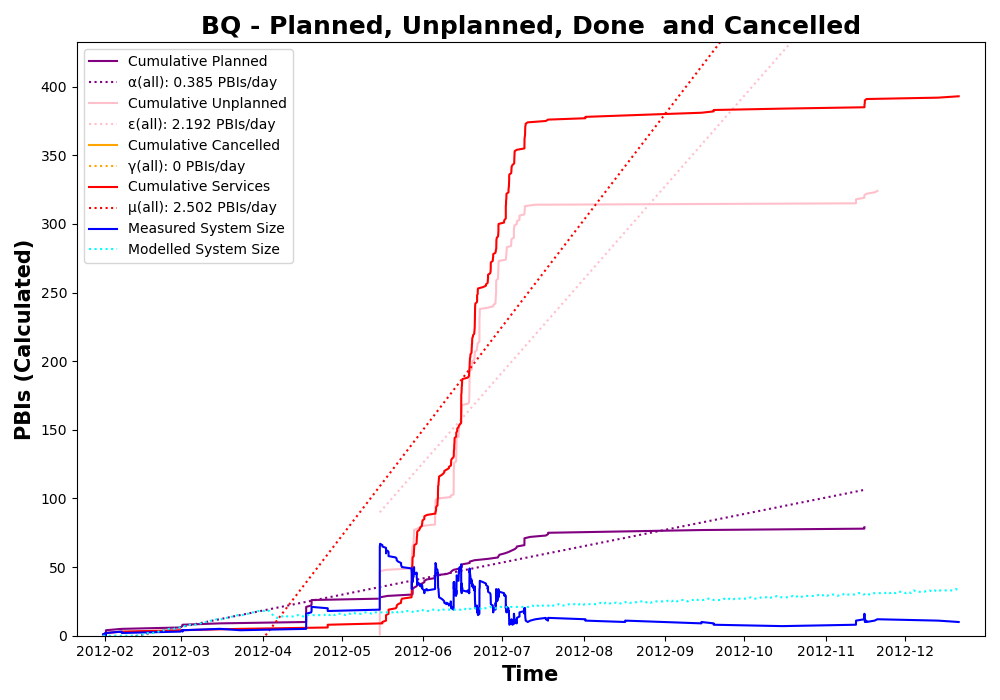 BQ - Planned, Unplanned, Done  and Cancelled
PBIs (Calculated)
400
350
300
250
200
150
100
50
0
Cumulative Planned
α(all): 0.385 PBIs/day
Cumulative Unplanned
ε(all): 2.192 PBIs/day
Cumulative Cancelled
γ(all): 0 PBIs/day
Cumulative Services
μ(all): 2.502 PBIs/day
Measured System Size
Modelled System Size
2012-02 2012-03 2012-04 2012-05 2012-06 2012-07 2012-08 2012-09 2012-10 2012-11 2012-12
Time